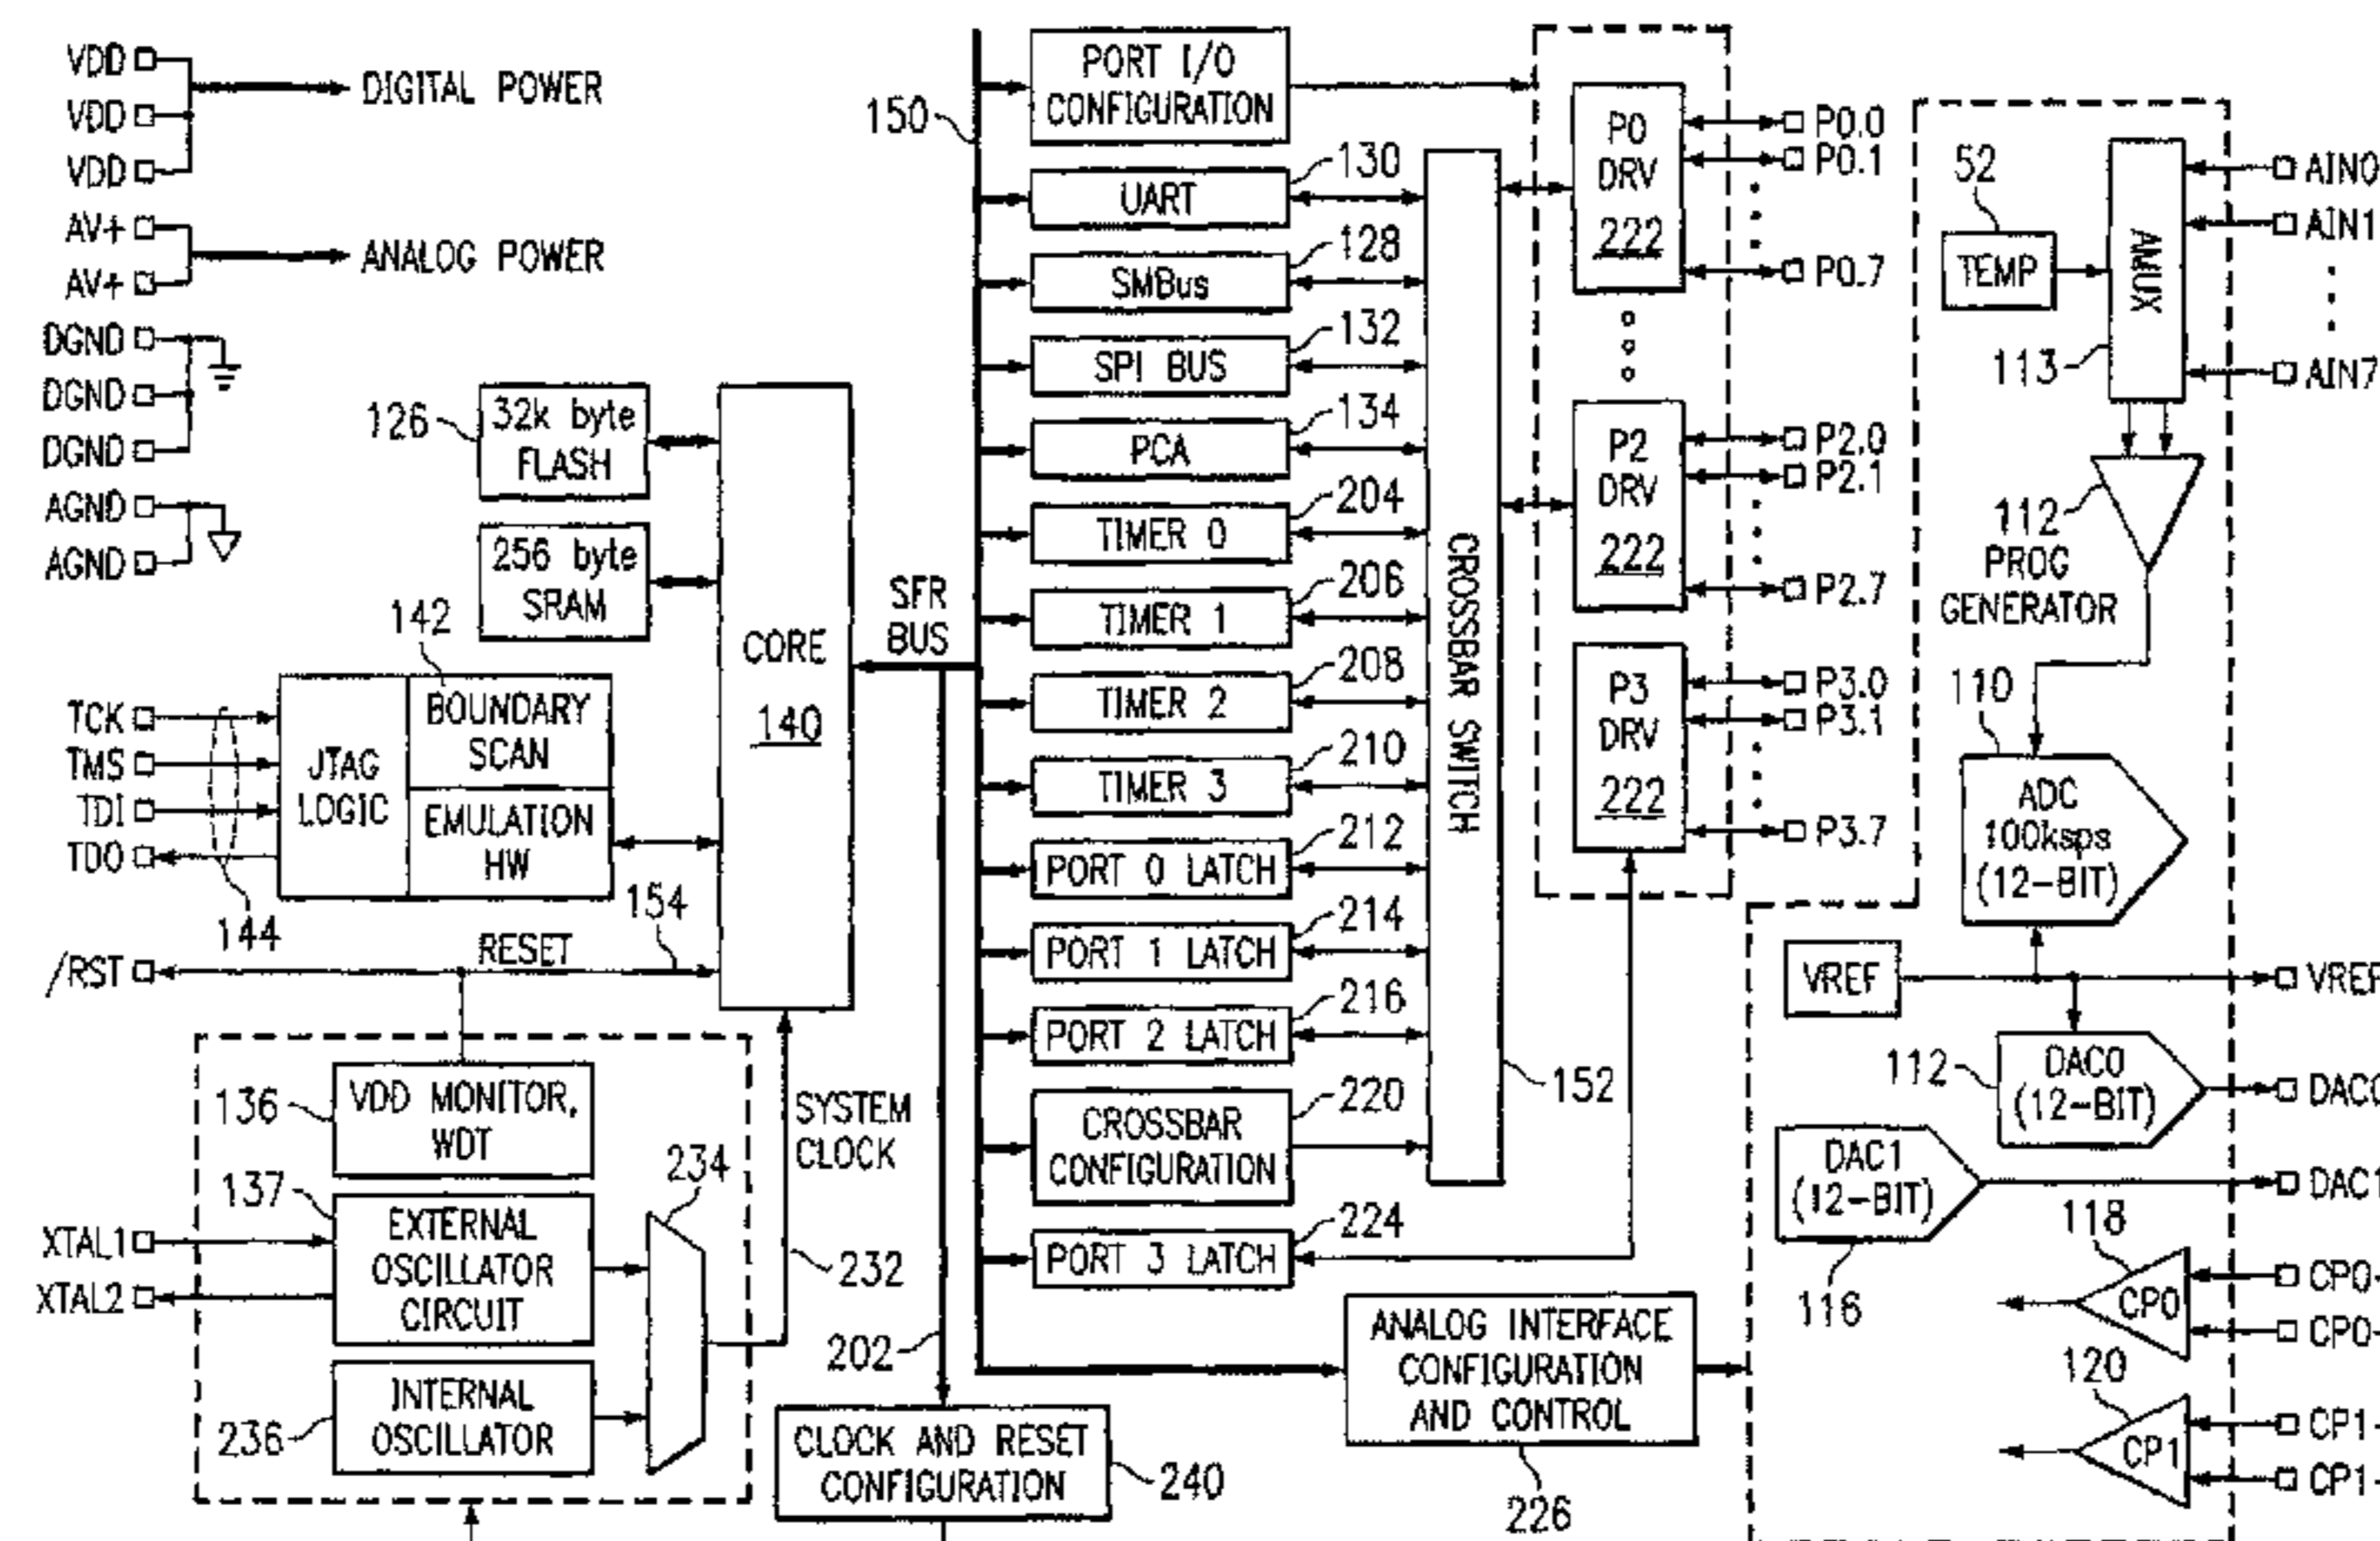 VDD
VDD
VDD
DIGITAL POWER
AV+
AV+
ANALOG POWER
DGND
DGND
DGND
AGND
AGND
126
32k byte
FLASH
256 byte
SRAM
142
TCK
TMS
TDI
TDO
144
JTAG
LOGIC
BOUNDARY
SCAN
EMULATION
HW
CORE
140
154
/RST
RESET
136
VDD MONITOR,
WDT
137
XTAL1
XTAL2
EXTERNAL
OSCILLATOR
CIRCUIT
236
INTERNAL
OSCILLATOR
234
SYSTEM
CLOCK
232
SFR
BUS
202
CLOCK AND RESET
CONFIGURATION
240
150
PORT I/O
CONFIGURATION
UART
130
SMBus
128
SPI BUS
132
PCA
134
TIMER 0
204
TIMER 1
206
TIMER 2
208
TIMER 3
210
PORT 0 LATCH
212
PORT 1 LATCH
214
PORT 2 LATCH
216
CROSSBAR
CONFIGURATION
220
PORT 3 LATCH
224
CROSSBAR SWITCH
152
ANALOG INTERFACE
CONFIGURATION
AND CONTROL
226
P0
DRV
222
P0.0
P0.1
P0.7
P2
DRV
222
P2.0
P2.1
P2.7
P3
DRV
222
P3.0
P3.1
P3.7
52
TEMP
AMUX
113
AIN0
AIN1
AIN7
112
PROG
GENERATOR
110
ADC
100ksps
(12-BIT)
VREF
VREF
112
DAC0
(12-BIT)
DAC0
DAC1
(12-BIT)
DAC1
116
118
CP0
CP0-
CP0-
120
CP1
CP1-
CP1-